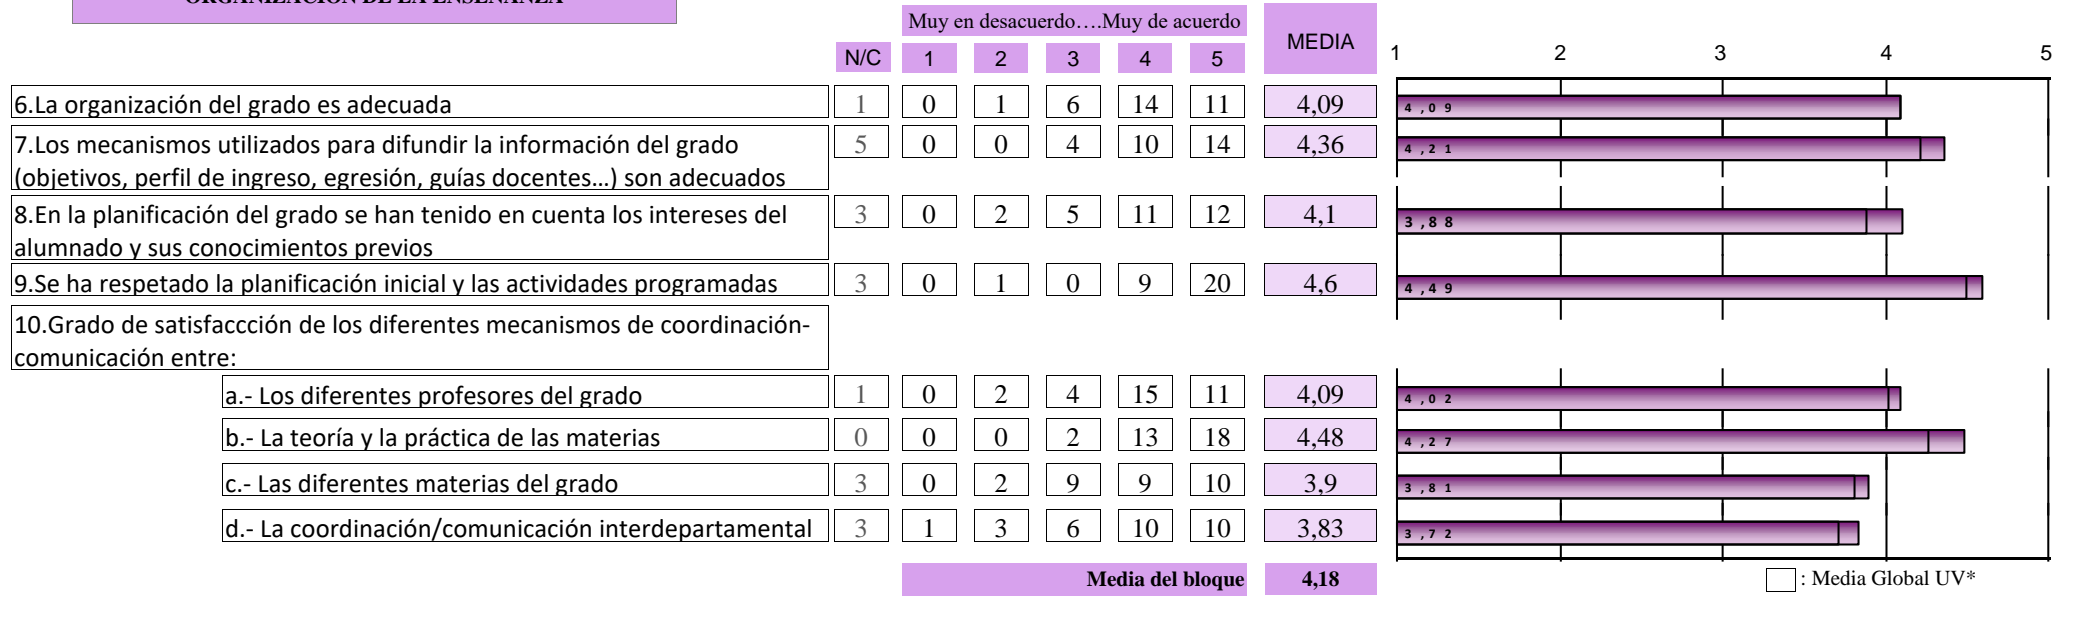 ORGANIZACIÓN DE LA ENSEÑANZA
Muy en desacuerdo….Muy de acuerdo
MEDIA
N/C 1 2 3 4 5
1 2 3 4 5
6.La organización del grado es adecuada 1 0 1 6 14 11 4,09 4,09
7.Los mecanismos utilizados para difundir la información del grado 5 0 0 4 10 14 4,36 4,21
(objetivos, perfil de ingreso, egresión, guías docentes…) son adecuados
8.En la planificación del grado se han tenido en cuenta los intereses del 3 0 2 5 11 12 4,1 3,88
alumnado y sus conocimientos previos
9.Se ha respetado la planificación inicial y las actividades programadas 3 0 1 0 9 20 4,6 4,49
10.Grado de satisfaccción de los diferentes mecanismos de coordinación-
comunicación entre:
a.- Los diferentes profesores del grado 1 0 2 4 15 11 4,09 4,02
b.- La teoría y la práctica de las materias 0 0 0 2 13 18 4,48 4,27
c.- Las diferentes materias del grado 3 0 2 9 9 10 3,9 3,81
d.- La coordinación/comunicación interdepartamental 3 1 3 6 10 10 3,83 3,72
Media del bloque 4,18
: Media Global UV*